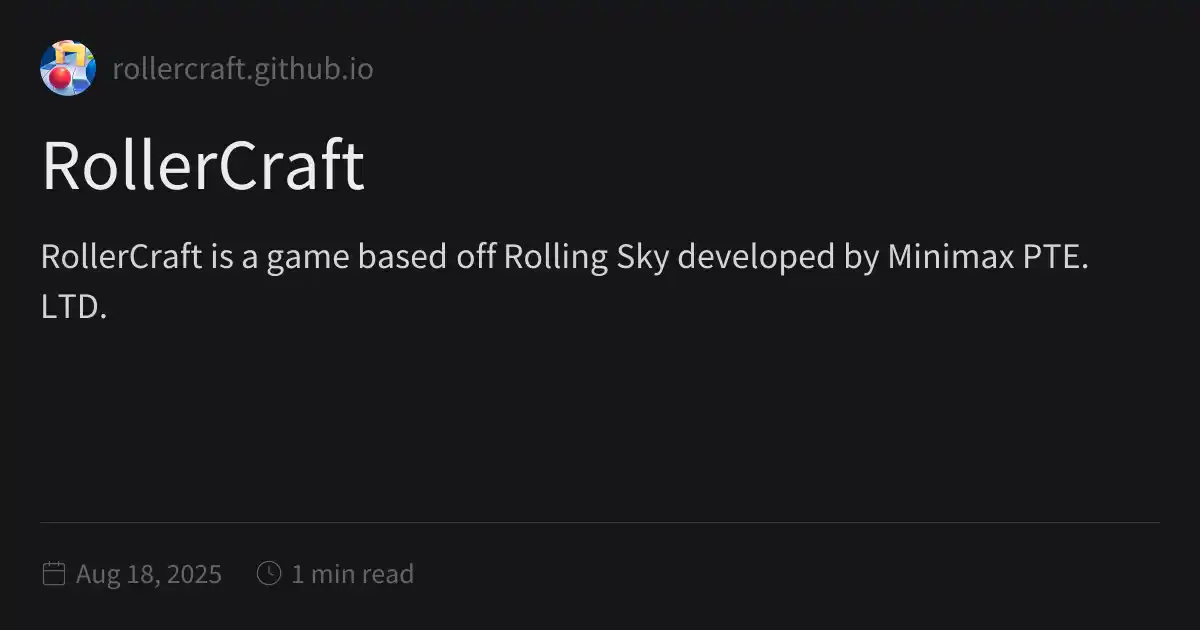 rollercraft.github.io
RollerCraft
RollerCraft is a game based off Rolling Sky developed by Minimax PTE.
LTD.
Aug 18, 2025 1 min read